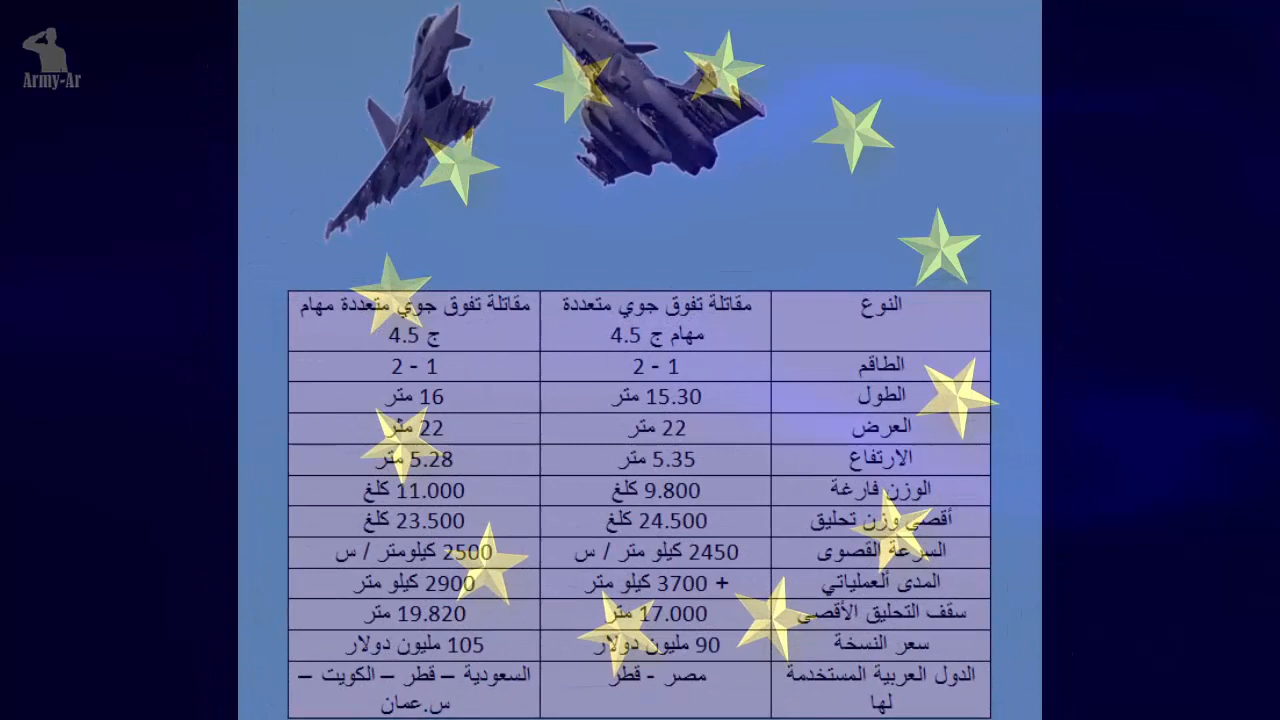 Army-Ar
النوع مقاتلة تفوق جوي متعددة مقاتلة تفوق جوي متعددة مهام
مهام ج 4.5 ج 4.5
الطاقم 1 - 2 1 - 2
الطول 15.30 متر 16 متر
العرض 22 متر 22 متر
الارتفاع 5.35 متر 5.28 متر
الوزن فارغة 9.800 كلغ 11.000 كلغ
أقصى وزن تحليق 24.500 كلغ 23.500 كلغ
السرعة القصوى 2450 كيلو متر / س 2500 كيلومتر / س
المدى ألعملياتي + 3700 كيلو متر 2900 كيلو متر
سقف التحليق الأقصى 17.000 متر 19.820 متر
سعر النسخة 90 مليون دولار 105 مليون دولار
الدول العربية المستخدمة مصر - قطر السعودية – قطر – الكويت –
لها س.عمان